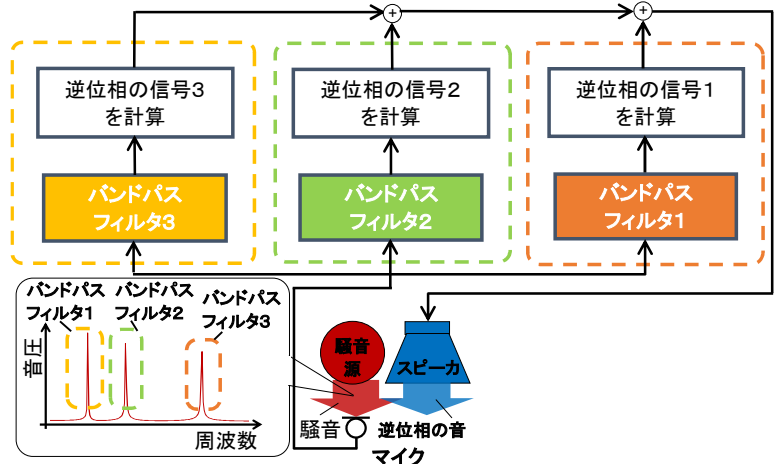 +
+
逆位相の信号3
を計算
逆位相の信号2
を計算
逆位相の信号1
を計算
バンドパス
フィルタ3
バンドパス
フィルタ2
バンドパス
フィルタ1
バンドパス
フィルタ1
バンドパス
フィルタ2
バンドパス
フィルタ3
音圧
周波数
騒音
源
スピーカ
騒音
逆位相の音
マイク